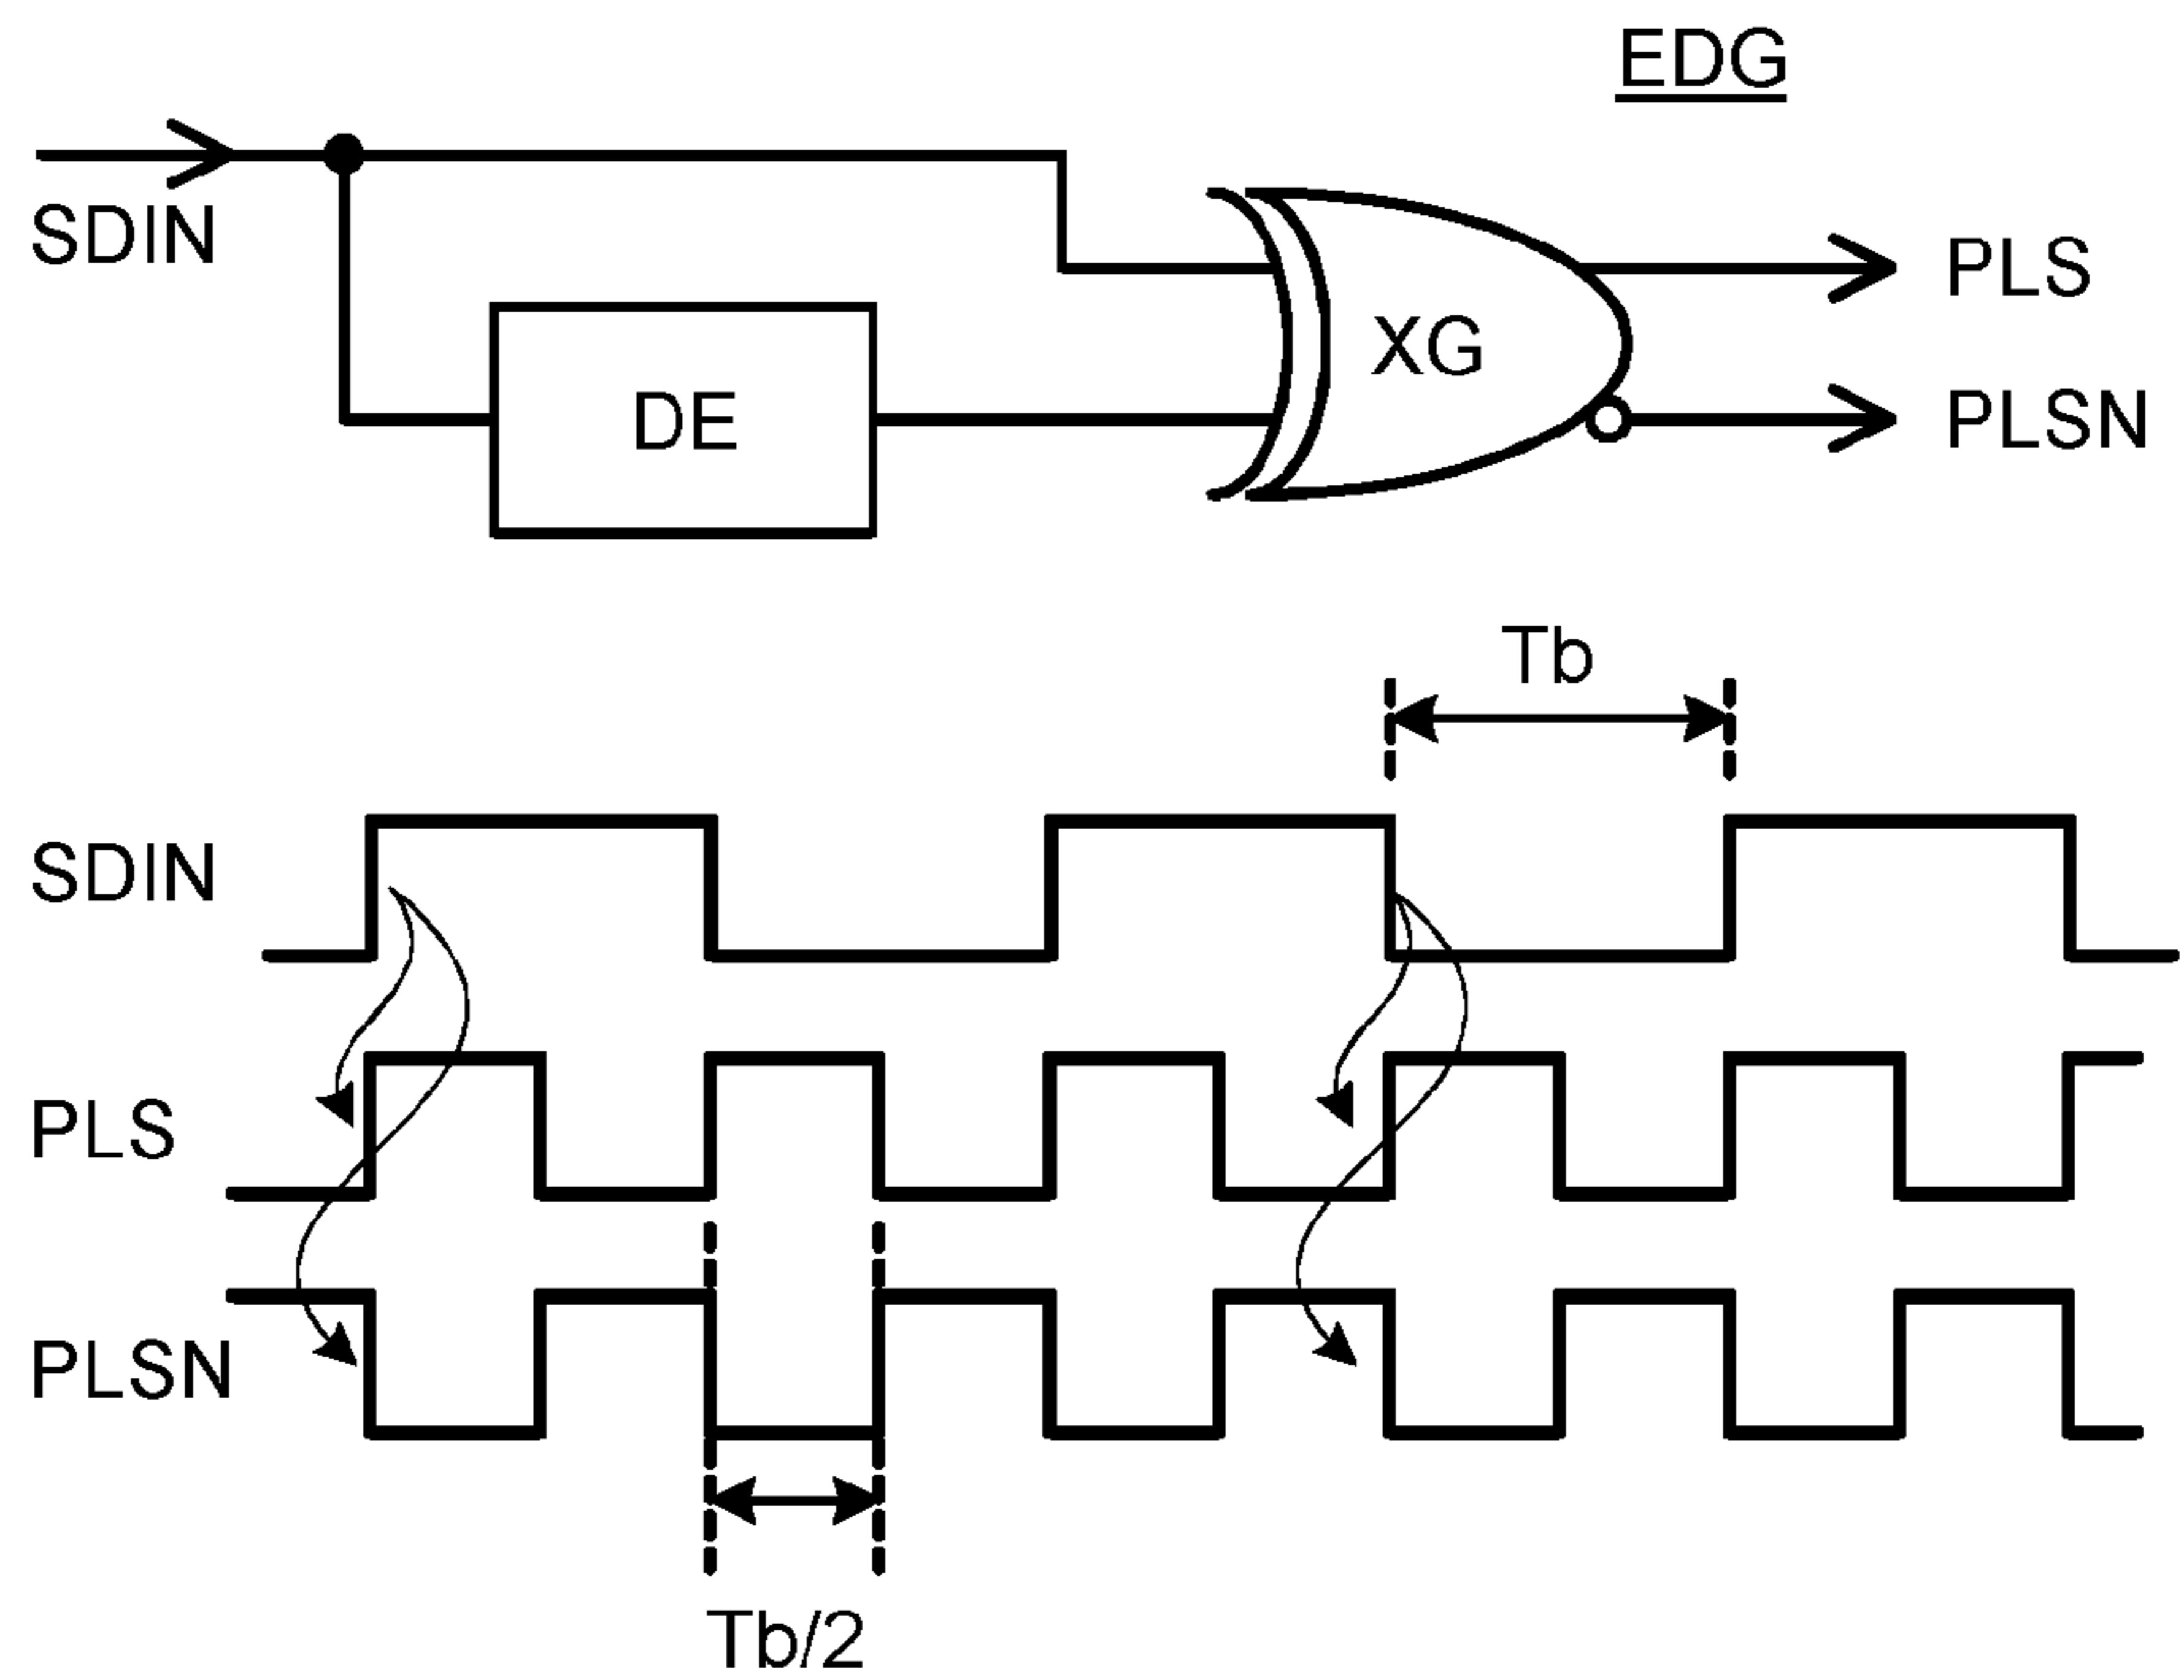 EDG
SDIN
PLS
XG
DE
PLSN
Tb
SDIN
PLS
PLSN
Tb/2